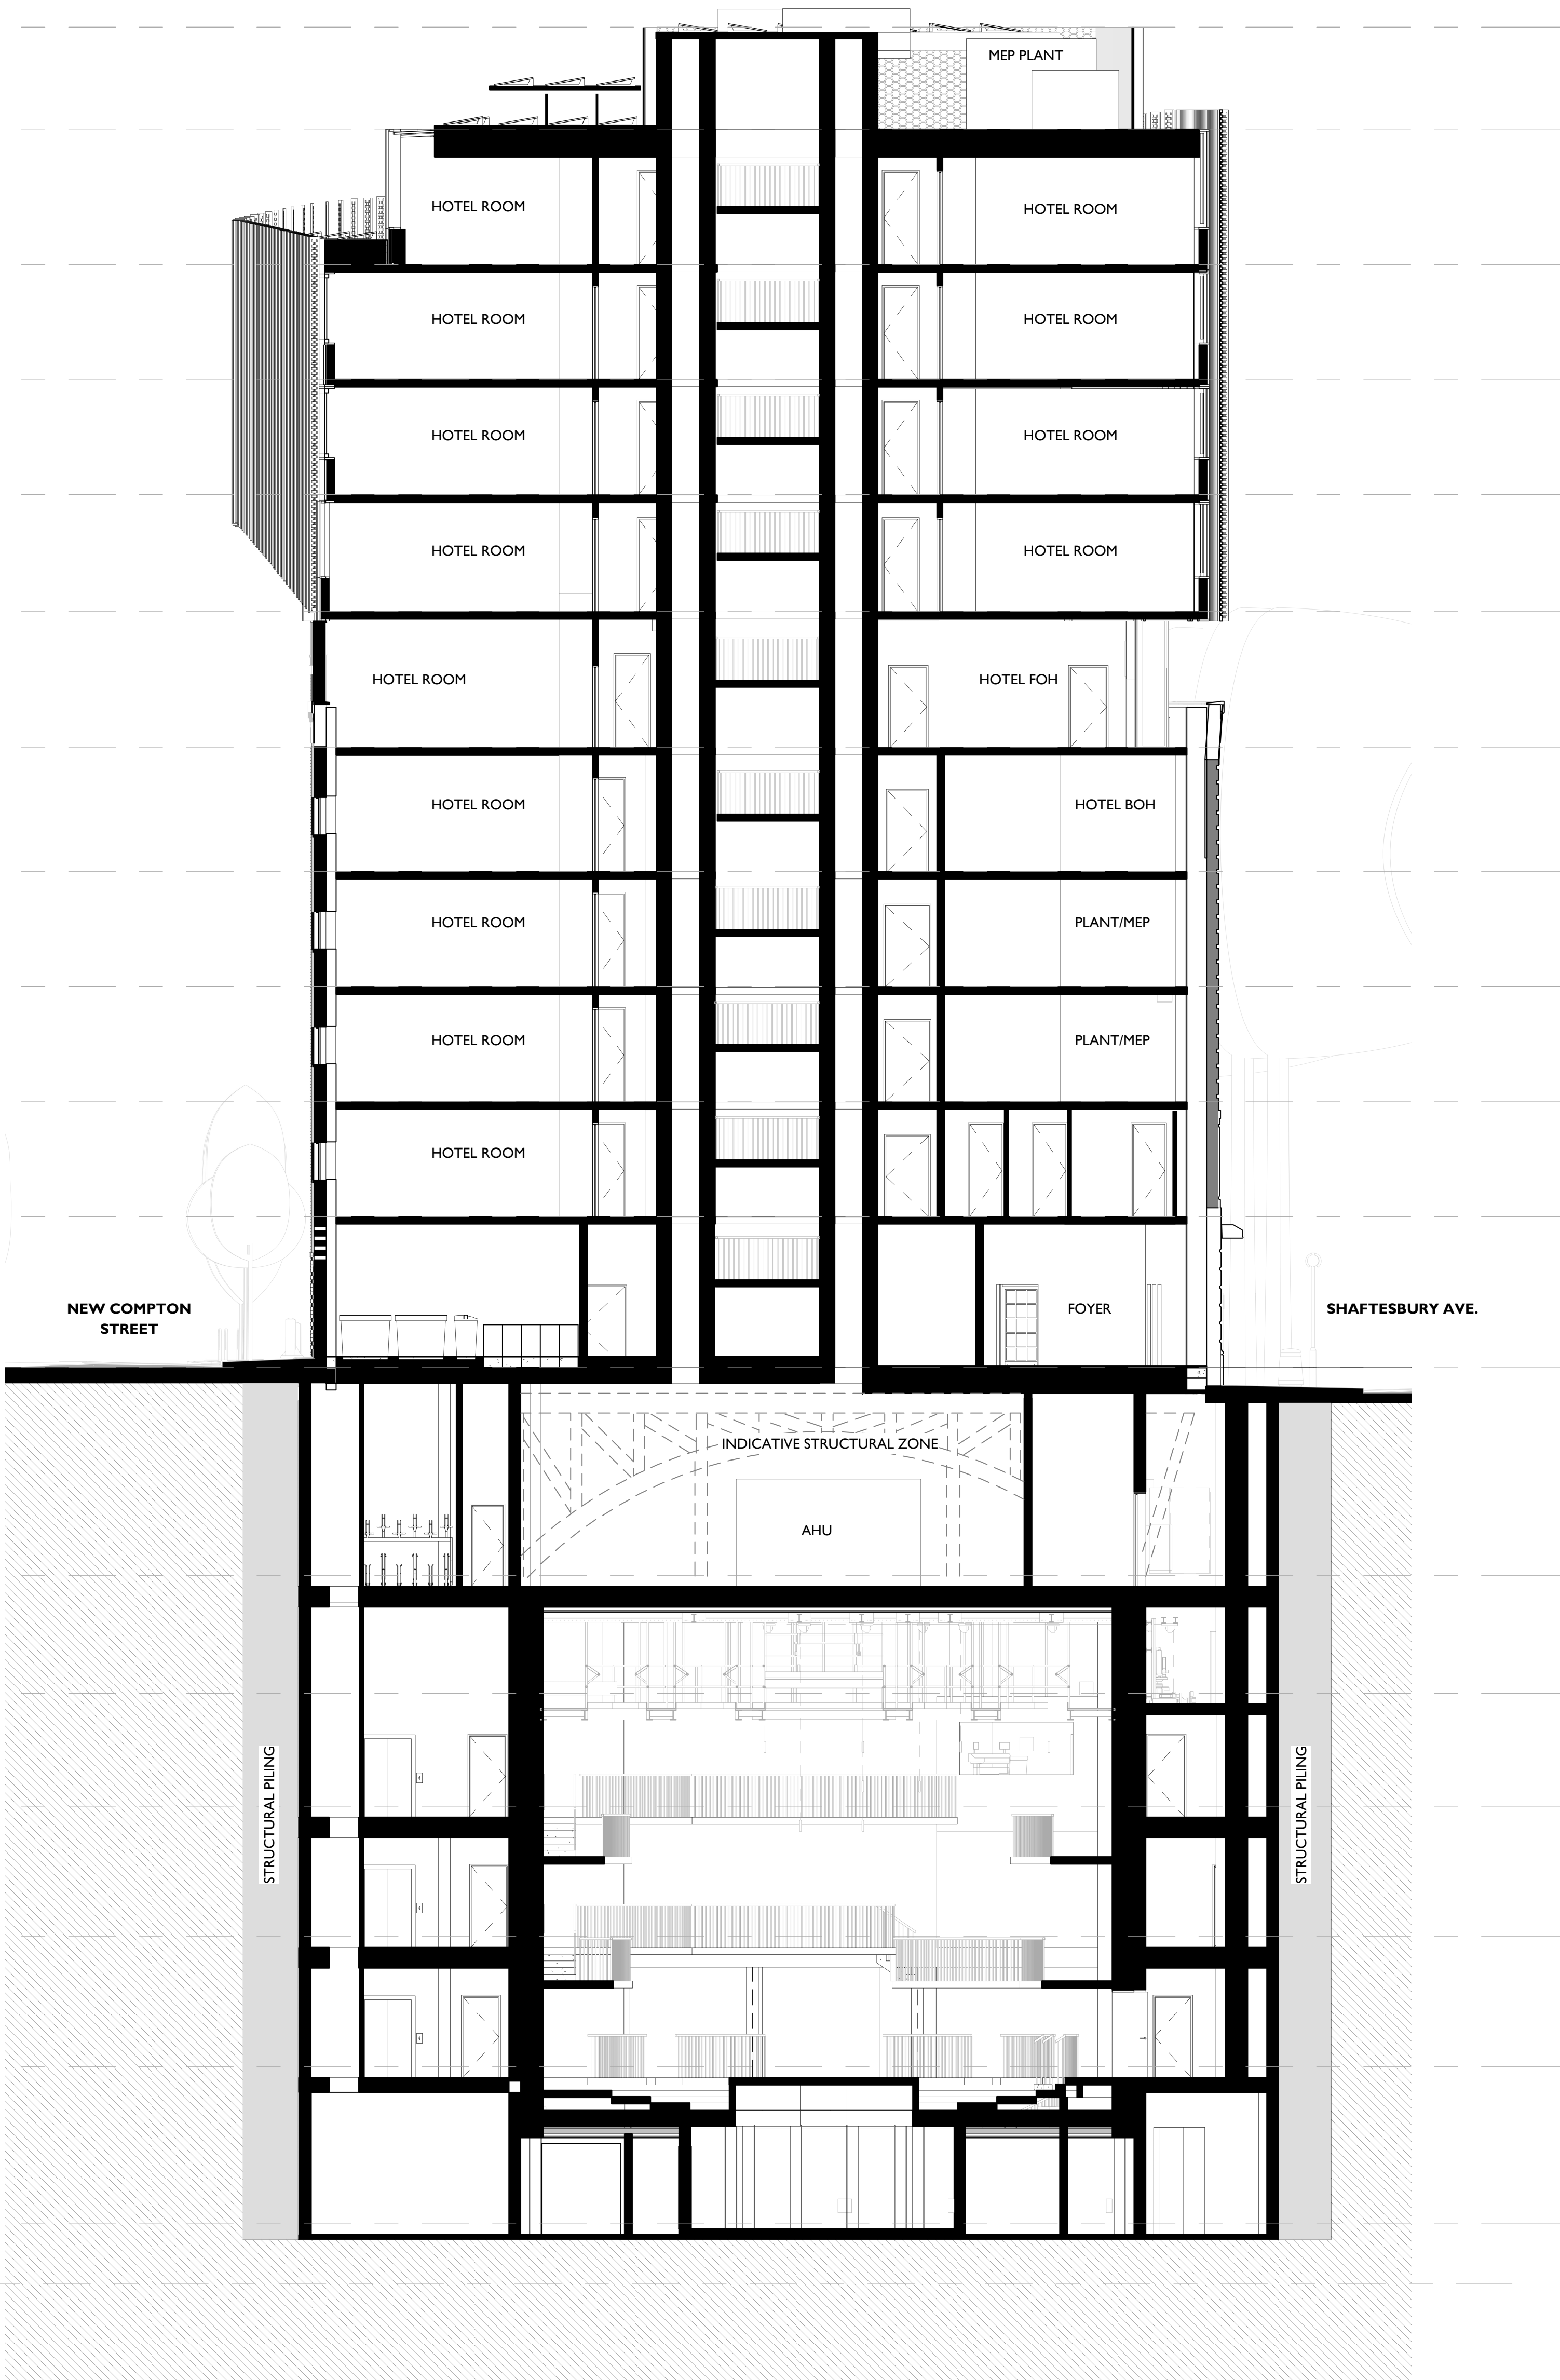 MEP PLANT
HOTEL ROOM
HOTEL ROOM
HOTEL ROOM
HOTEL ROOM
HOTEL ROOM
HOTEL ROOM
HOTEL ROOM
HOTEL ROOM
HOTEL ROOM
HOTEL FOH
HOTEL ROOM
HOTEL BOH
HOTEL ROOM
PLANT/MEP
HOTEL ROOM
PLANT/MEP
HOTEL ROOM
NEW COMPTON
STREET
FOYER
SHAFTESBURY AVE.
INDICATIVE STRUCTURAL ZONE
AHU
STRUCTURAL PILING
STRUCTURAL PILING